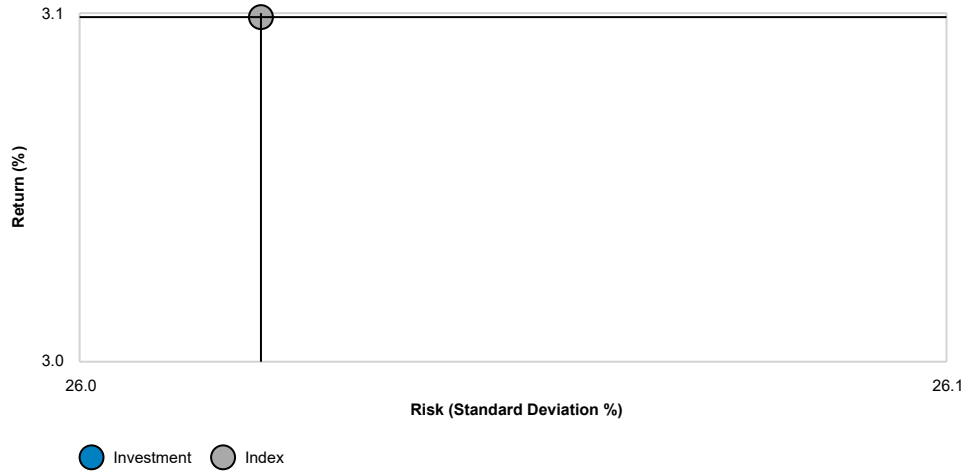 3.1
Return (%)
3.0
26.0 26.1
Risk (Standard Deviation %)
Investment Index